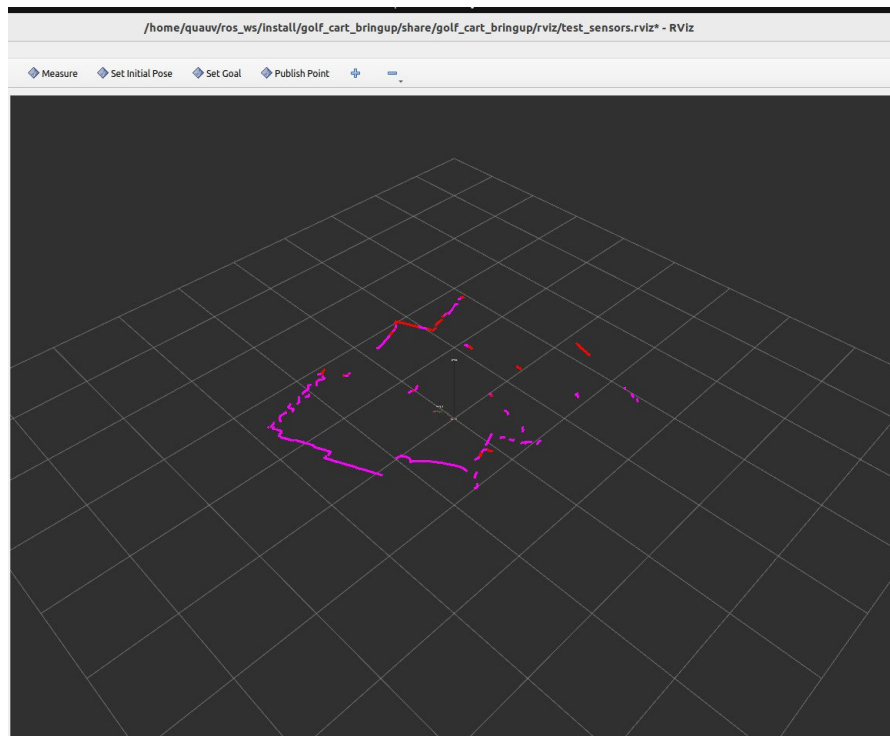 /home/quauv/ros_ws/install/golf_cart_bringup/share/golf_cart_bringup/rviz/test_sensors.rviz* - RViz
Measure Set Initial Pose Set Goal Publish Point